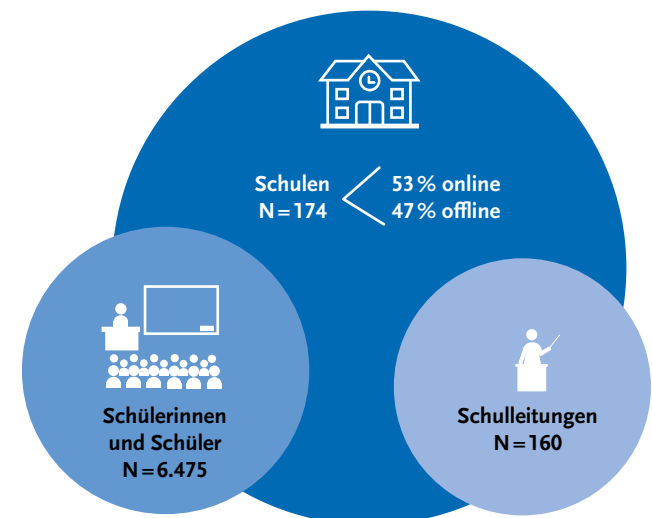 Schulen
N = 174
53 % online
47 % offline
Schülerinnen
und Schüler
N = 6.475
Schulleitungen
N = 160